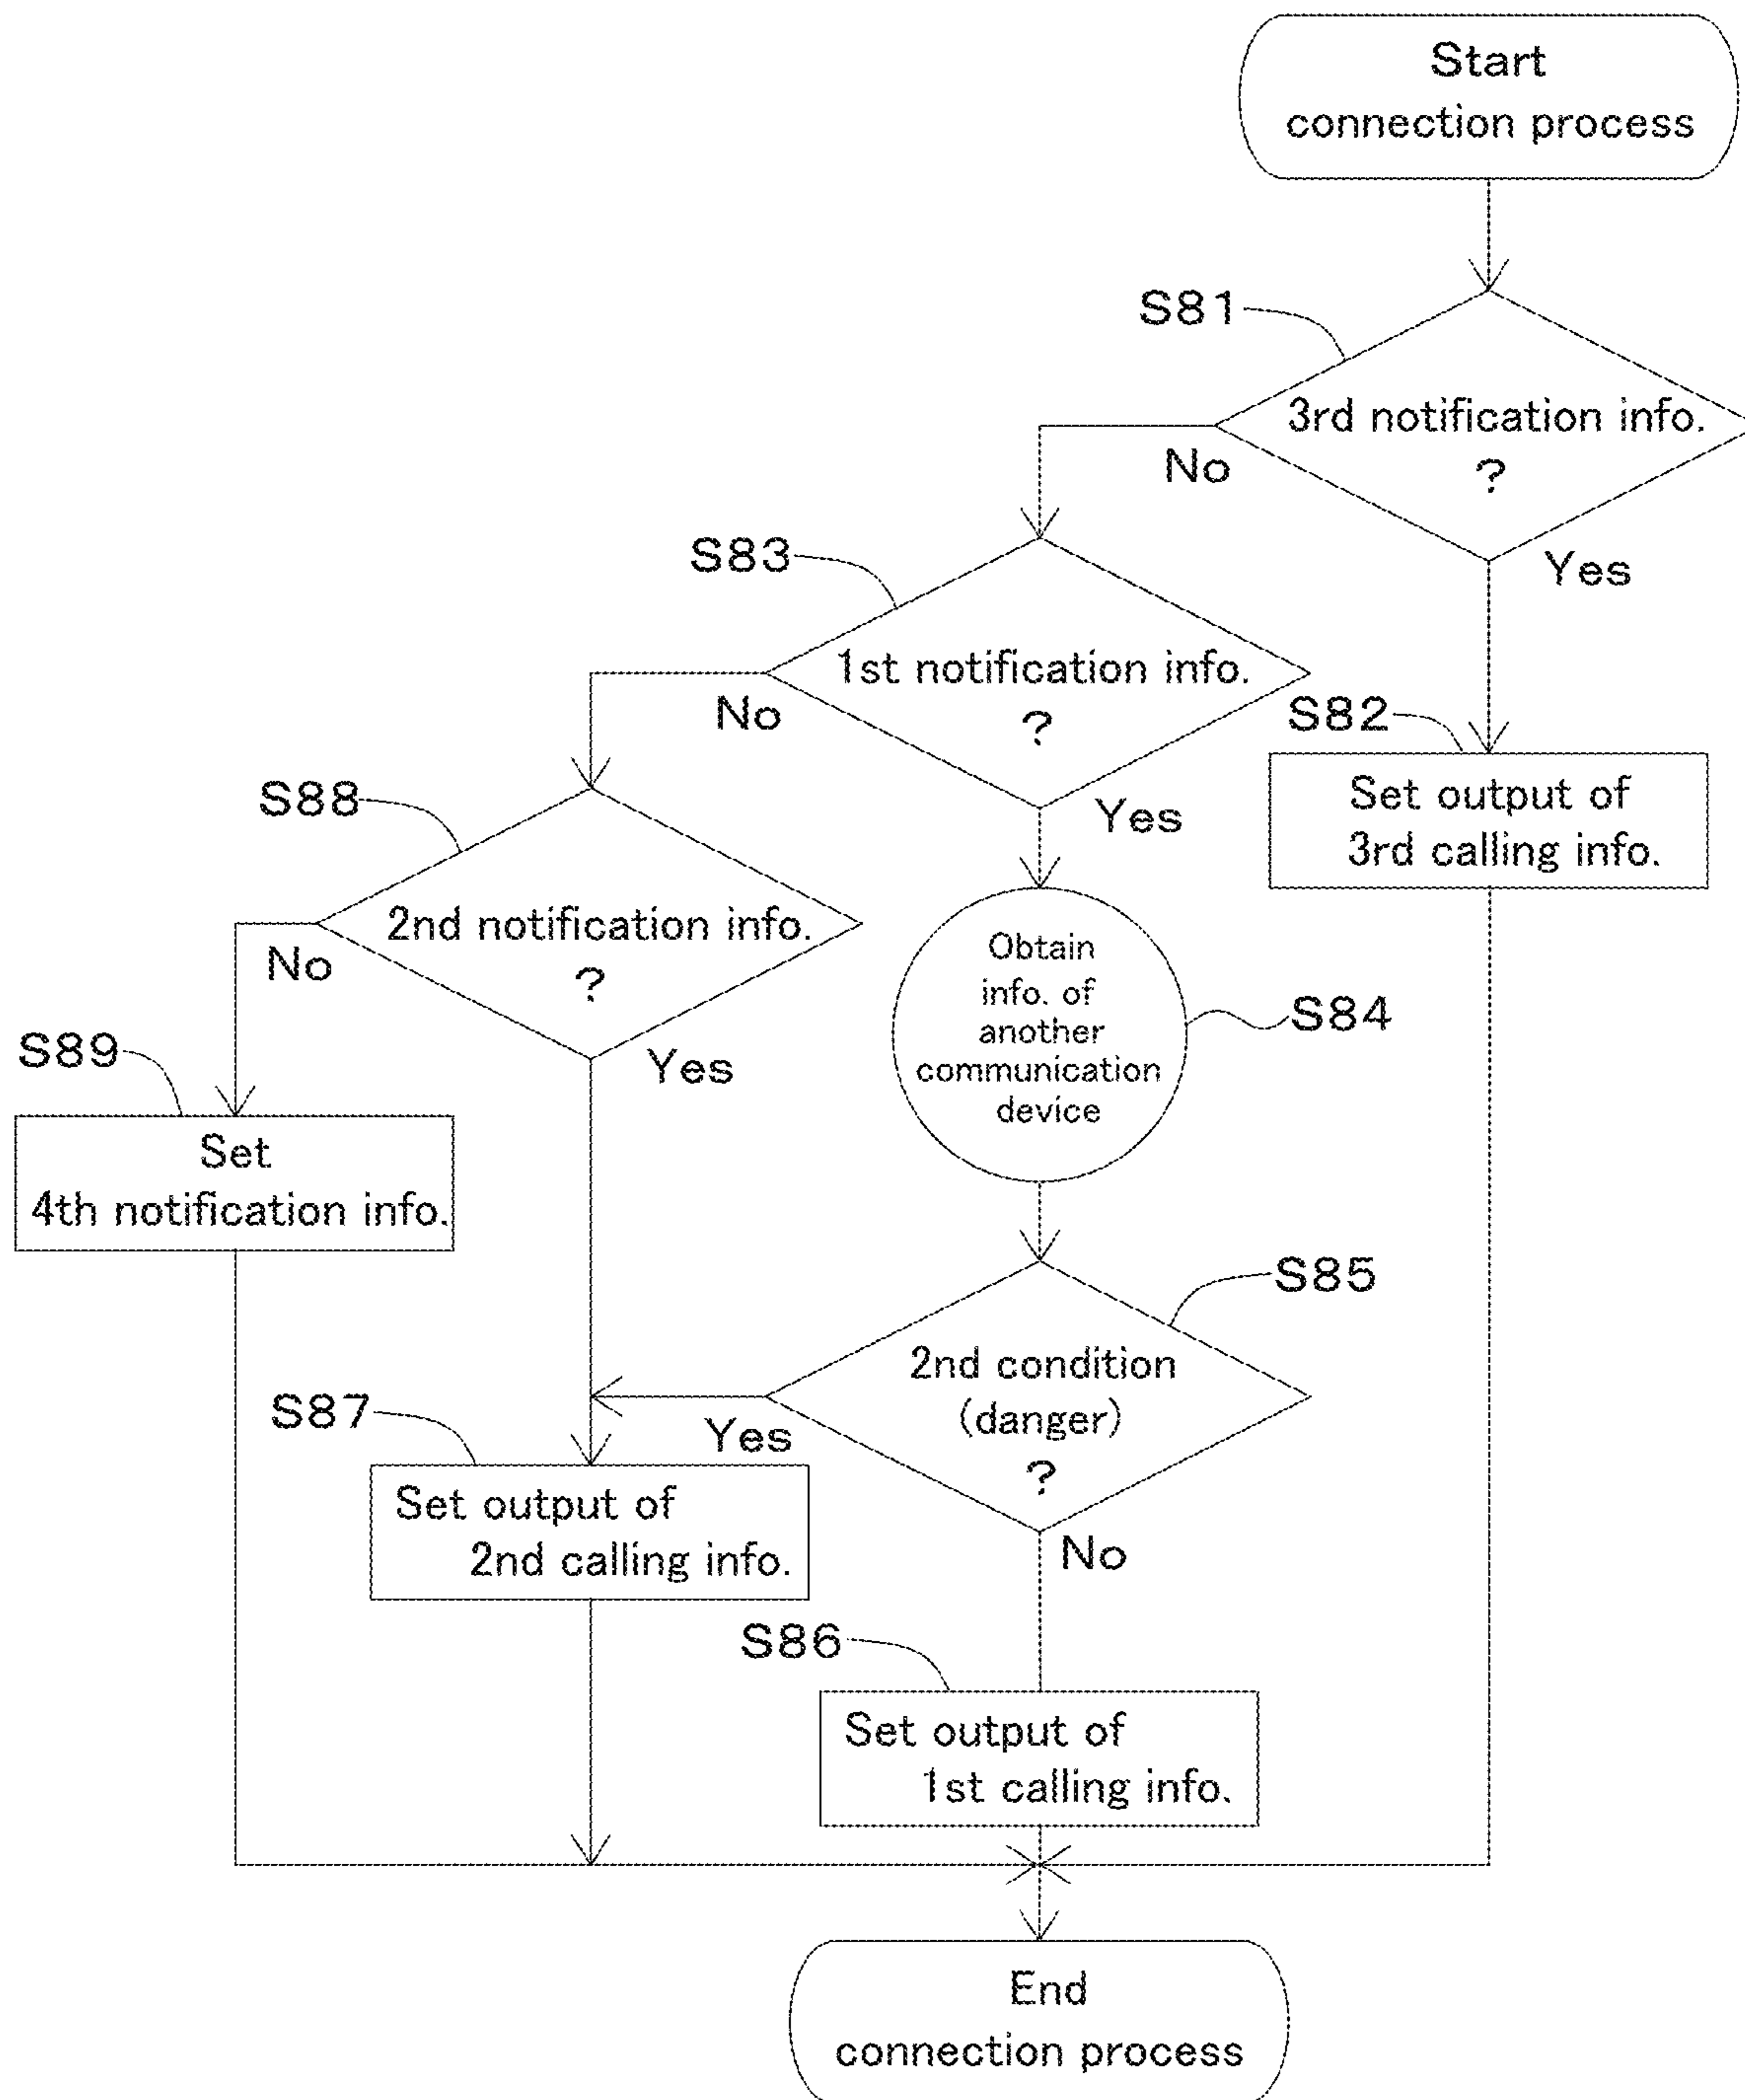 Start
connection process
S81
3rd notification info.
?
No
Yes
S83
1st notification info.
?
No
Yes
S82
Set output of
3rd calling info.
S88
2nd notification info.
?
No
Yes
Obtain
info. of
another
communication
device
S84
S89
Set
4th notification info.
S85
2nd condition
(danger)
?
Yes
No
S87
Set output of
2nd calling info.
S86
Set output of
1st calling info.
End
connection process